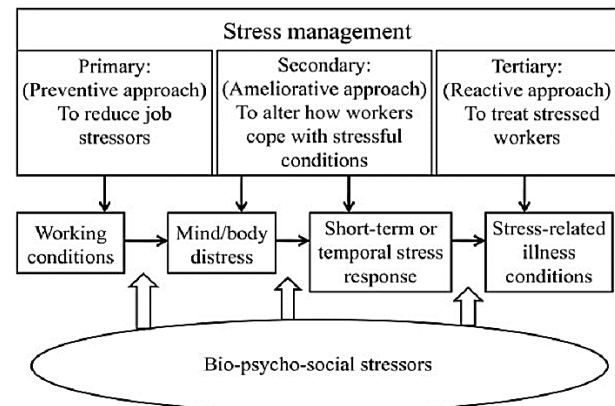 Stress management
Primary:
(Preventive approach)
To reduce job
stressors
Secondary:
(Ameliorative approach)
To alter how workers
cope with stressful
conditions
Tertiary:
(Reactive approach)
To treat stressed
workers
Working
conditions
Mind/body
distress
Short-term or
temporal stress
response
Stress-related
illness
conditions
Bio-psycho-social stressors